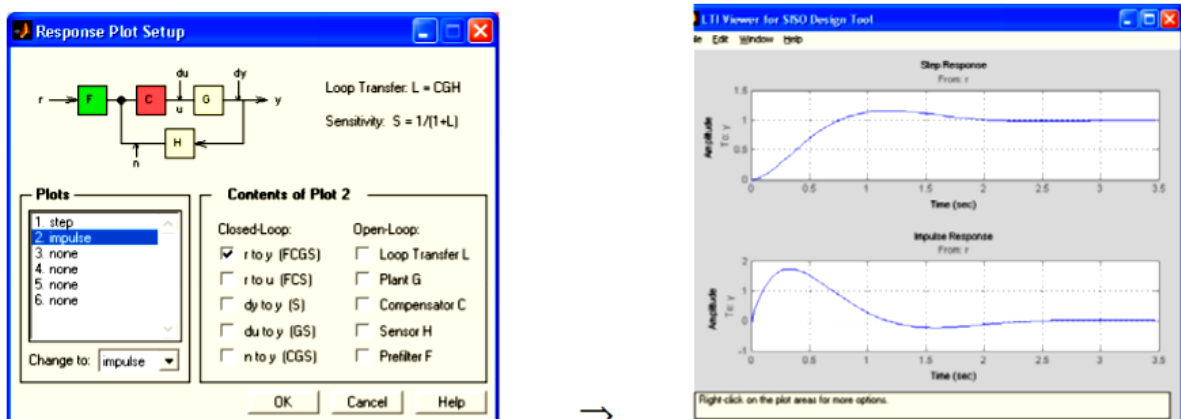 Response Plot Setup
r
F
C
du
u
G
dy
y
H
n
Loop Transfer: L = CGH
Sensitivity: S = 1/(1+L)
Plots
1. step
2. impulse
3. none
4. none
5. none
6. none
Change to: impulse
Contents of Plot 2
Closed-Loop: Open-Loop:
r to y (FCGS) Loop Transfer L
r to u (FCS) Plant G
dy to y (S) Compensator C
du to y (GS) Sensor H
n to y (CGS) Prefilter F
OK Cancel Help
→
LTI Viewer for SISO Design Tool
le Edit Window Help
Step Response
From: r
Amplitude
To: y
1.5
1
0.5
0
0 0.5 1 1.5 2 2.5 3 3.5
Time (sec)
Impulse Response
From: r
Amplitude
To: y
2
1
0
-1
0 0.5 1 1.5 2 2.5 3 3.5
Time (sec)
Right-click on the plot areas for more options.